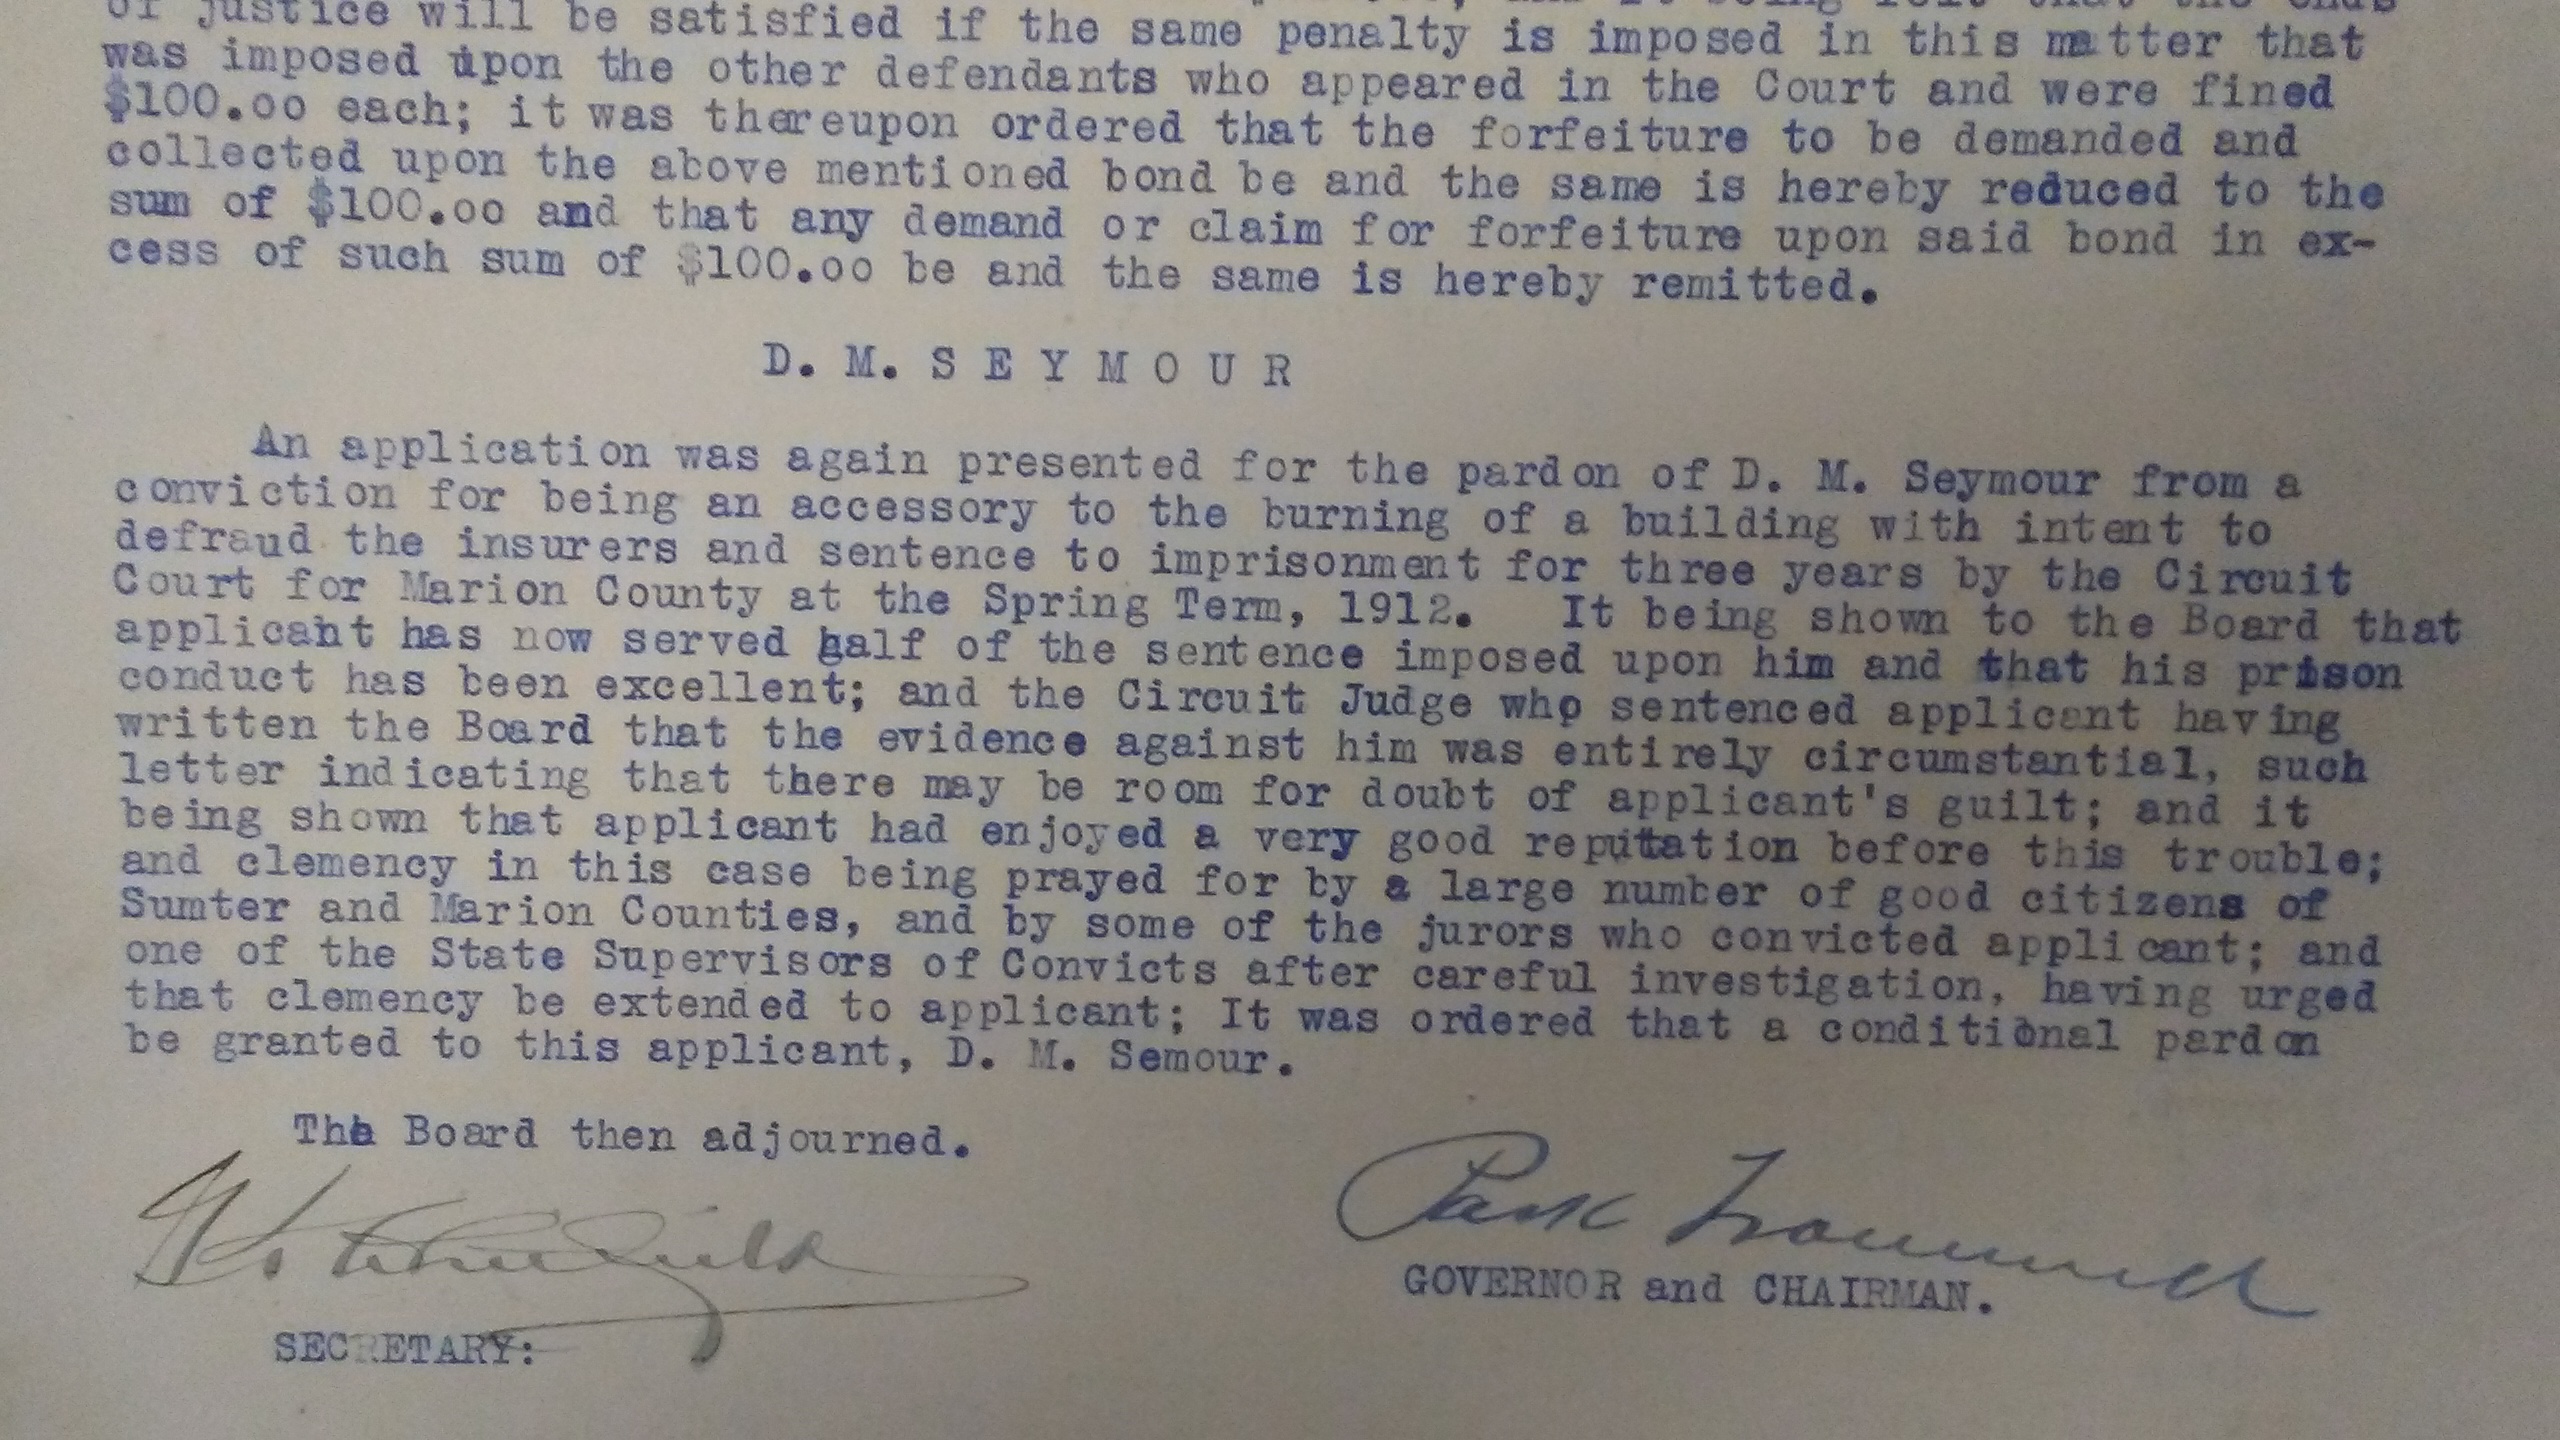 of justice will be satisfied if the same penalty is imposed in this matter that
was imposed upon the other defendants who appeared in the Court and were fined
$100.oo each; it was thereupon ordered that the forfeiture to be demanded and
collected upon the above mentioned bond be and the same is hereby reduced to the
sum of $100.oo and that any demand or claim for forfeiture upon said bond in ex-
cess of such sum of $100.oo be and the same is hereby remitted.
D. M. S E Y M O U R
An application was again presented for the pardon of D. M. Seymour from a
conviction for being an accessory to the burning of a building with intent to
defraud the insurers and sentence to imprisonment for three years by the Circuit
Court for Marion County at the Spring Term, 1912. It being shown to the Board that
applicant has now served half of the sentence imposed upon him and that his prison
conduct has been excellent; and the Circuit Judge who sentenced applicant having
written the Board that the evidence against him was entirely circumstantial, such
letter indicating that there may be room for doubt of applicant's guilt; and it
being shown that applicant had enjoyed a very good reputation before this trouble;
and clemency in this case being prayed for by a large number of good citizens of
Sumter and Marion Counties, and by some of the jurors who convicted applicant; and
one of the State Supervisors of Convicts after careful investigation, having urged
that clemency be extended to applicant; It was ordered that a conditional pardon
be granted to this applicant, D. M. Semour.
The Board then adjourned.
Park Trammell
GOVERNOR and CHAIRMAN.
SECRETARY: